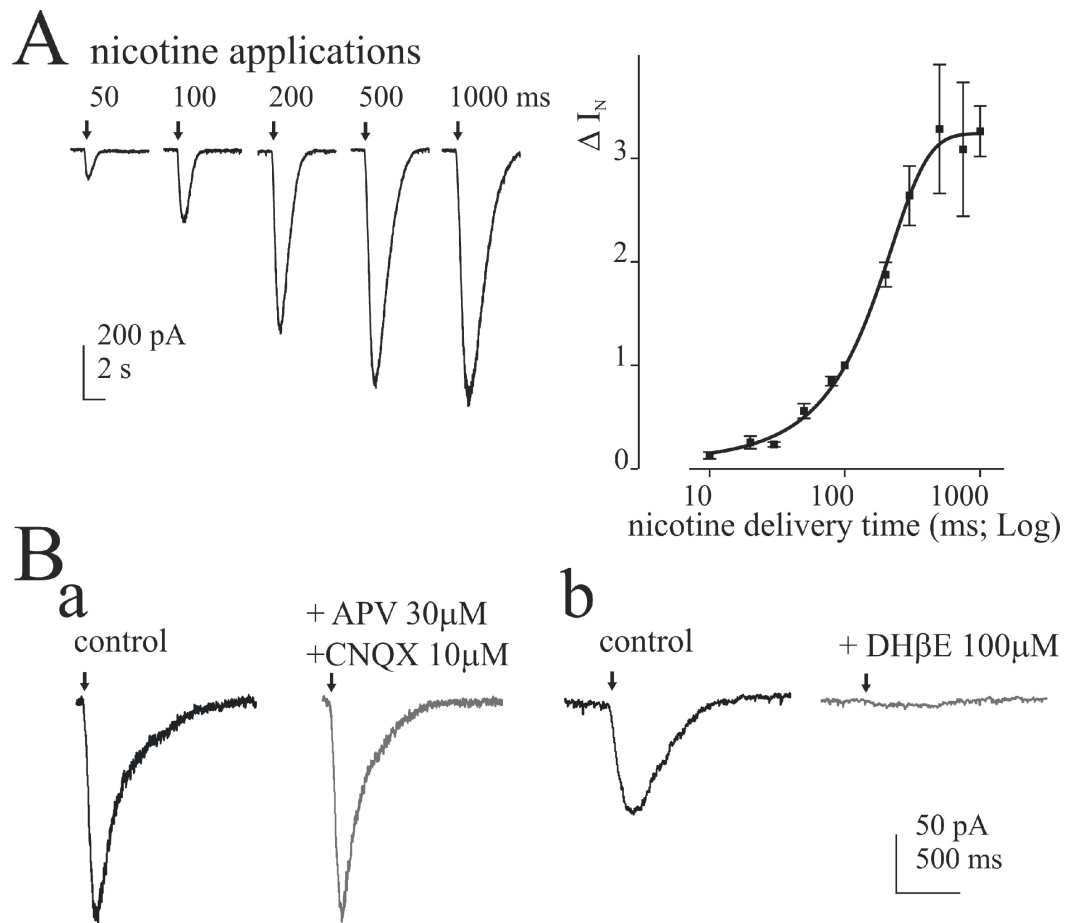 A nicotine applications
50 100 200 500 1000 ms
200 pA
2 s
Δ I_N
3
2
1
0
10 100 1000
nicotine delivery time (ms; Log)
B
a
control
+ APV 30µM
+CNQX 10µM
b
control
+ DHβE 100µM
50 pA
500 ms